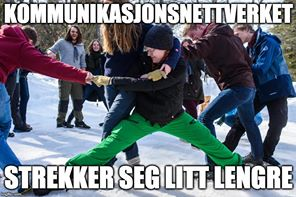 KOMMUNIKASJONSNETTVERKET
STREKKER SEG LITT LENGRE